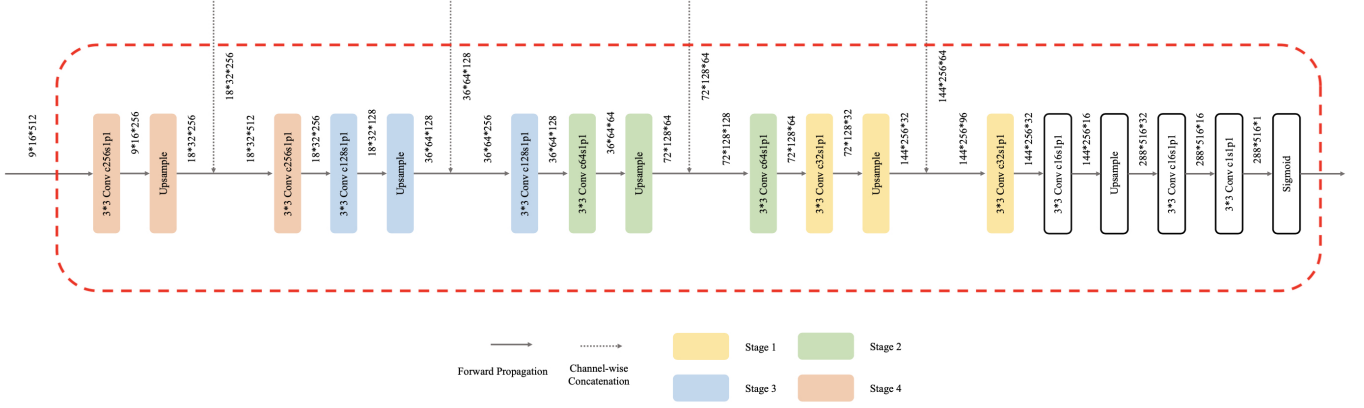 9*16*512
3*3 Conv c256s1p1
9*16*256
Upsample
18*32*256
18*32*256
18*32*512
3*3 Conv c256s1p1
18*32*256
3*3 Conv c128s1p1
18*32*128
Upsample
36*64*128
36*64*128
36*64*256
3*3 Conv c128s1p1
36*64*128
3*3 Conv c64s1p1
36*64*64
Upsample
72*128*64
72*128*64
72*128*128
3*3 Conv c64s1p1
72*128*64
3*3 Conv c32s1p1
72*128*32
Upsample
144*256*32
144*256*64
144*256*96
3*3 Conv c32s1p1
144*256*32
3*3 Conv c16s1p1
144*256*16
Upsample
288*516*32
3*3 Conv c16s1p1
288*516*16
3*3 Conv c1s1p1
288*516*1
Sigmoid
Forward Propagation
Channel-wise
Concatenation
Stage 1
Stage 2
Stage 3
Stage 4